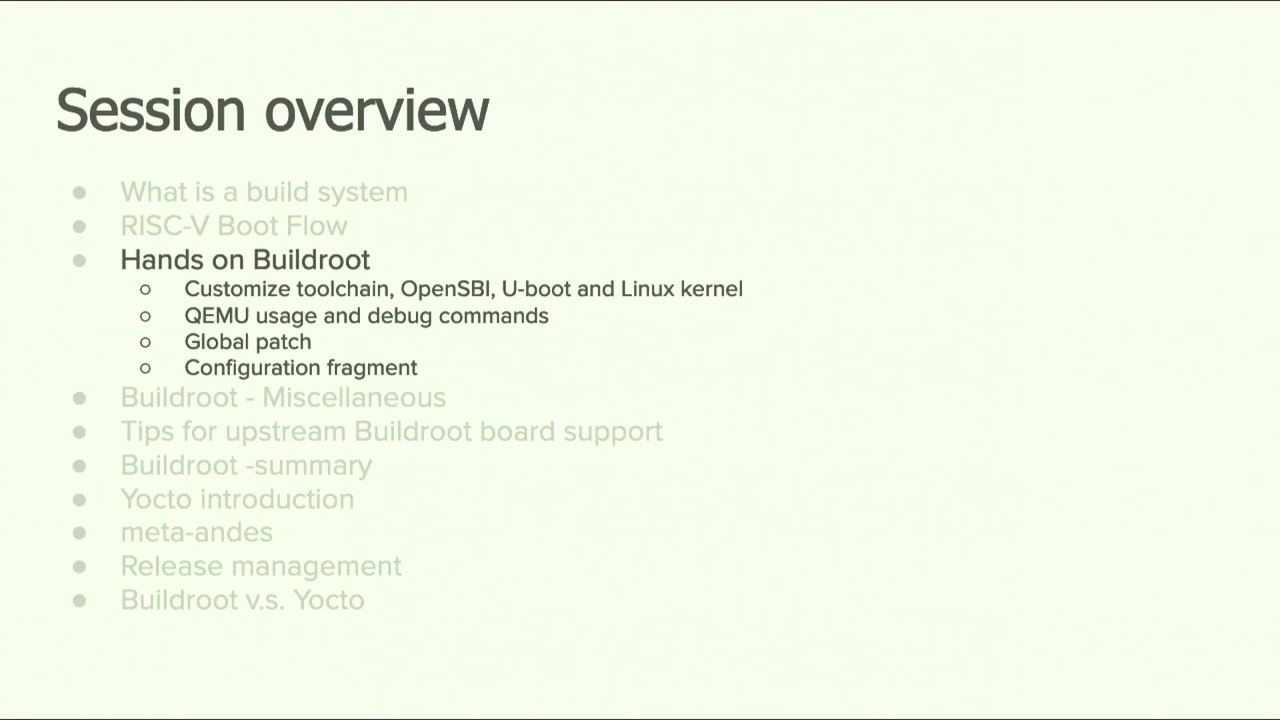 Session overview
What is a build system
RISC-V Boot Flow
Hands on Buildroot
Customize toolchain, OpenSBI, U-boot and Linux kernel
QEMU usage and debug commands
Global patch
Configuration fragment
Buildroot - Miscellaneous
Tips for upstream Buildroot board support
Buildroot -summary
Yocto introduction
meta-andes
Release management
Buildroot v.s. Yocto